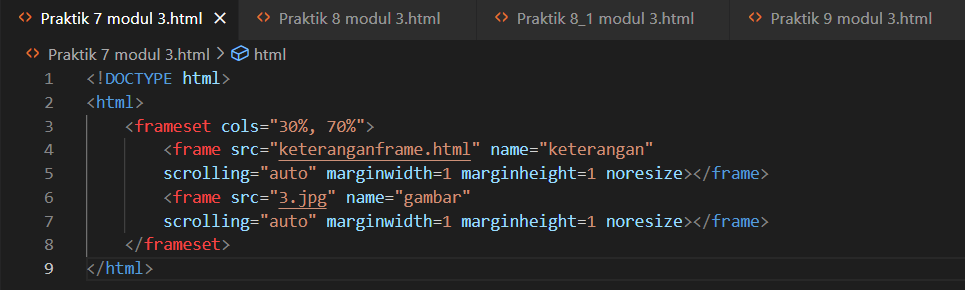 Praktik 7 modul 3.html Praktik 8 modul 3.html Praktik 8_1 modul 3.html Praktik 9 modul 3.html
Praktik 7 modul 3.html > html
1 <!DOCTYPE html>
2 <html>
3 <frameset cols="30%, 70%">
4 <frame src="keteranganframe.html" name="keterangan"
5 scrolling="auto" marginwidth=1 marginheight=1 noresize></frame>
6 <frame src="3.jpg" name="gambar"
7 scrolling="auto" marginwidth=1 marginheight=1 noresize></frame>
8 </frameset>
9 </html>